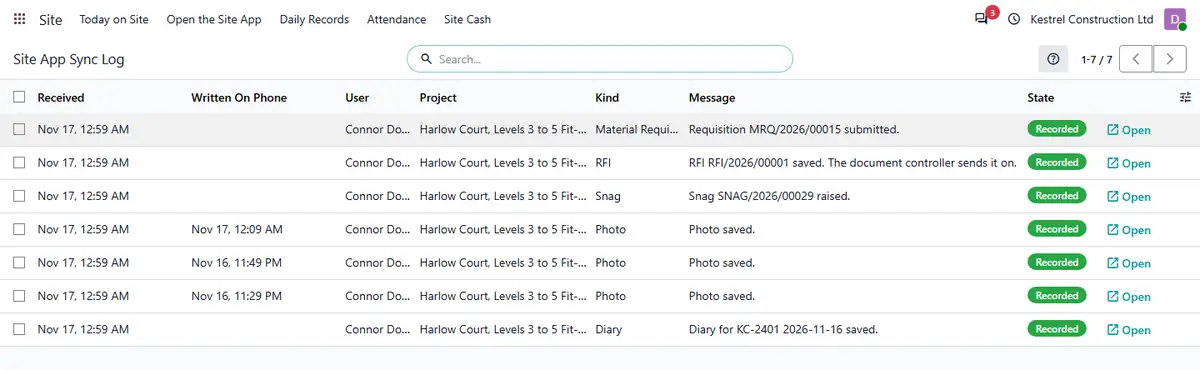 Site Today on Site Open the Site App Daily Records Attendance Site Cash 3 Kestrel Construction Ltd D
Site App Sync Log Search... 1-7 / 7
Received Written On Phone User Project Kind Message State
Nov 17, 12:59 AM Connor Do... Harlow Court, Levels 3 to 5 Fit-... Material Requi... Requisition MRQ/2026/00015 submitted. Recorded Open
Nov 17, 12:59 AM Connor Do... Harlow Court, Levels 3 to 5 Fit-... RFI RFI RFI/2026/00001 saved. The document controller sends it on. Recorded Open
Nov 17, 12:59 AM Connor Do... Harlow Court, Levels 3 to 5 Fit-... Snag Snag SNAG/2026/00029 raised. Recorded Open
Nov 17, 12:59 AM Nov 17, 12:09 AM Connor Do... Harlow Court, Levels 3 to 5 Fit-... Photo Photo saved. Recorded Open
Nov 17, 12:59 AM Nov 16, 11:49 PM Connor Do... Harlow Court, Levels 3 to 5 Fit-... Photo Photo saved. Recorded Open
Nov 17, 12:59 AM Nov 16, 11:29 PM Connor Do... Harlow Court, Levels 3 to 5 Fit-... Photo Photo saved. Recorded Open
Nov 17, 12:59 AM Connor Do... Harlow Court, Levels 3 to 5 Fit-... Diary Diary for KC-2401 2026-11-16 saved. Recorded Open